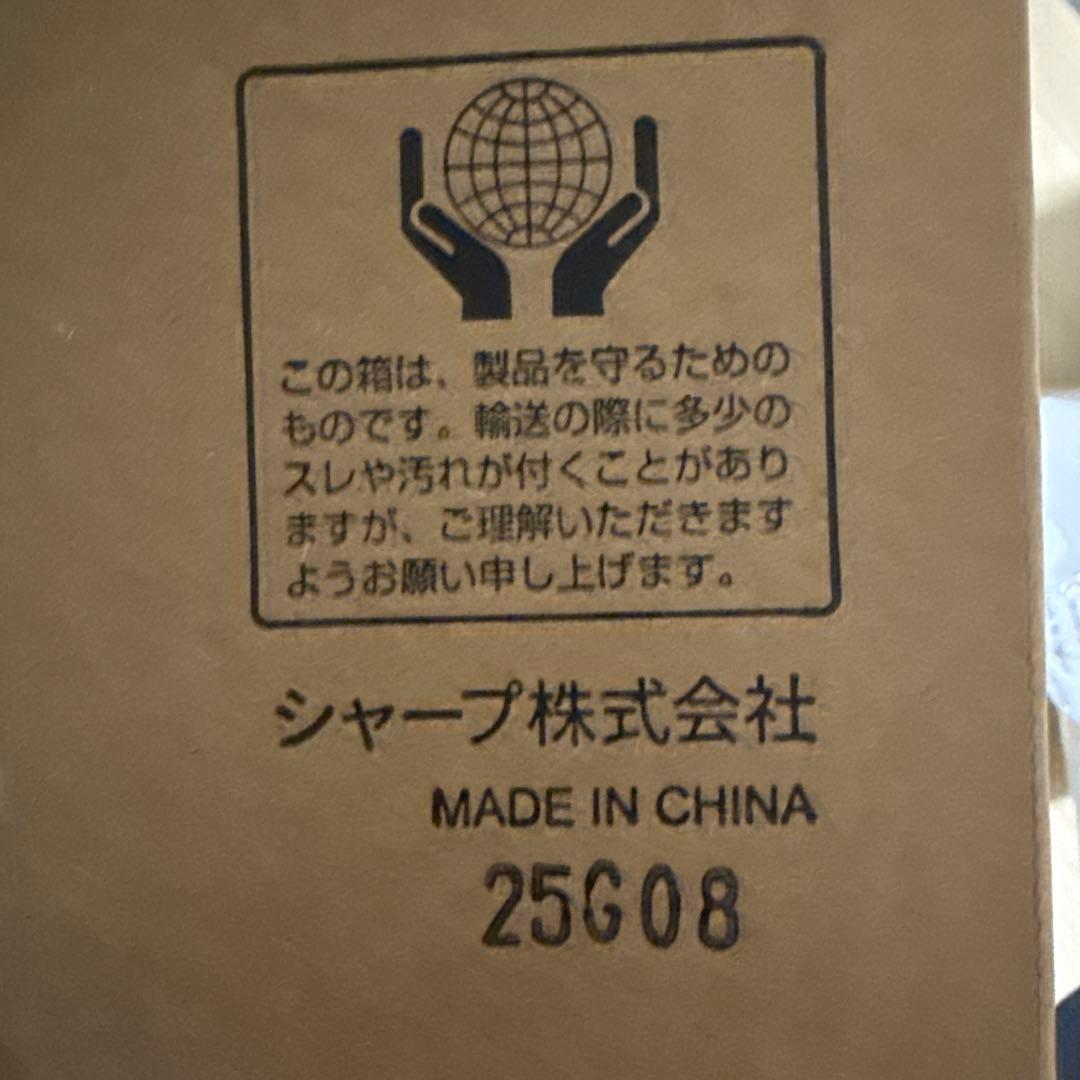 この箱は、製品を守るための
ものです。輸送の際に多少の
スレや汚れが付くことがあり
ますが、ご理解いただきます
ようお願い申し上げます。
シャープ株式会社
MADE IN CHINA
25G08